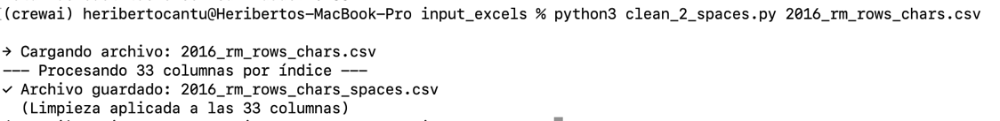 (crewai) heribertocantu@Heribertos-MacBook-Pro input_excels % python3 clean_2_spaces.py 2016_rm_rows_chars.csv
→ Cargando archivo: 2016_rm_rows_chars.csv
--- Procesando 33 columnas por índice ---
✓ Archivo guardado: 2016_rm_rows_chars_spaces.csv
(Limpieza aplicada a las 33 columnas)